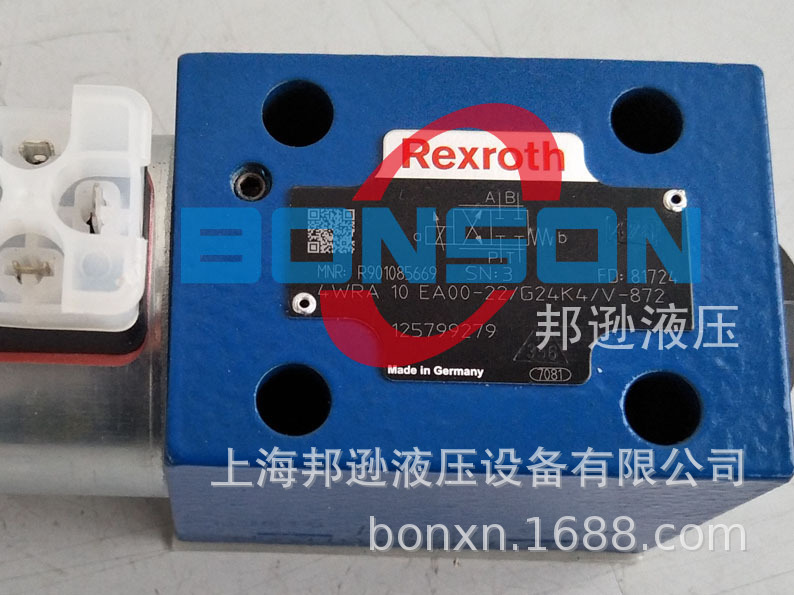 Rexroth
BONSON
A B
a
b
P T
MNR: R901085669
SN: 3
FD: 81724
4WRA 10 EA00-22/G24K4/V-872
125799279
邦逊液压
Made in Germany
7081
上海邦逊液压设备有限公司
bonxn.1688.com